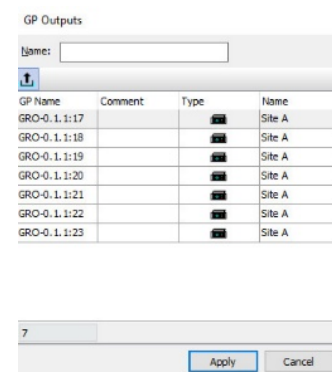 GP Outputs
Name:
GP Name Comment Type Name
GRO-0.1.1:17 Site A
GRO-0.1.1:18 Site A
GRO-0.1.1:19 Site A
GRO-0.1.1:20 Site A
GRO-0.1.1:21 Site A
GRO-0.1.1:22 Site A
GRO-0.1.1:23 Site A
7
Apply Cancel